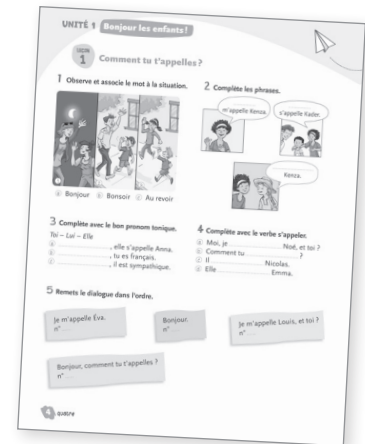 UNITÉ 1 Bonjour les enfants !
LEÇON
1
Comment tu t'appelles ?
1 Observe et associe le mot à la situation.
a Bonjour b Bonsoir c Au revoir
2 Complète les phrases.
m'appelle Kenza.
s'appelle Kader.
Kenza.
3 Complète avec le bon pronom tonique.
Toi – Lui – Elle
a ............, elle s'appelle Anna.
b ............, tu es français.
c ............, il est sympathique.
4 Complète avec le verbe s'appeler.
a Moi, je ............ Noé, et toi ?
b Comment tu ............ ?
c Il ............ Nicolas.
d Elle ............ Emma.
5 Remets le dialogue dans l'ordre.
Je m'appelle Éva.
n° ....
Bonjour.
n° ....
Je m'appelle Louis, et toi ?
n° ....
Bonjour, comment tu t'appelles ?
n° ....
4 quatre